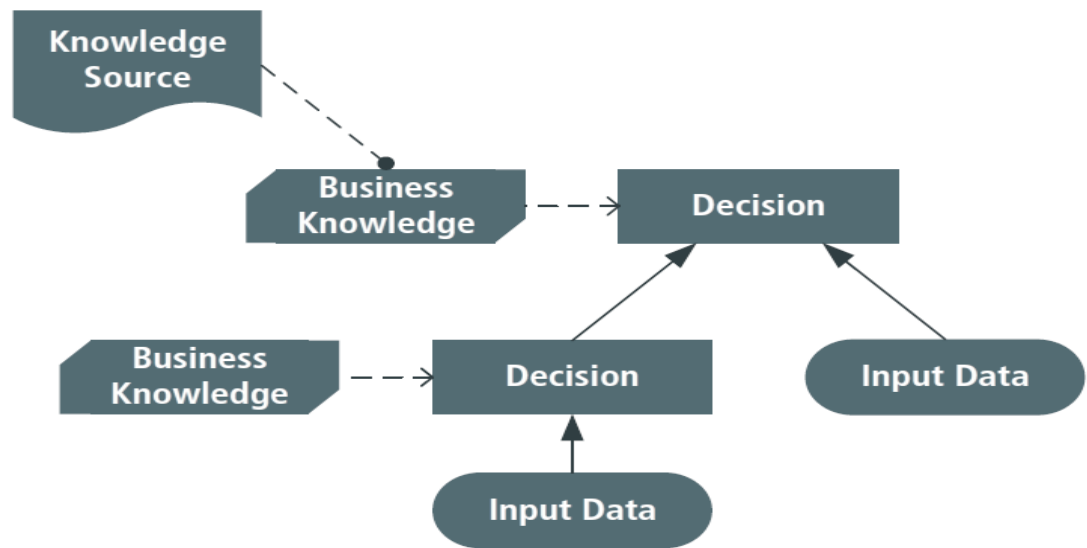 Knowledge
Source
Business
Knowledge
Decision
Business
Knowledge
Decision
Input Data
Input Data